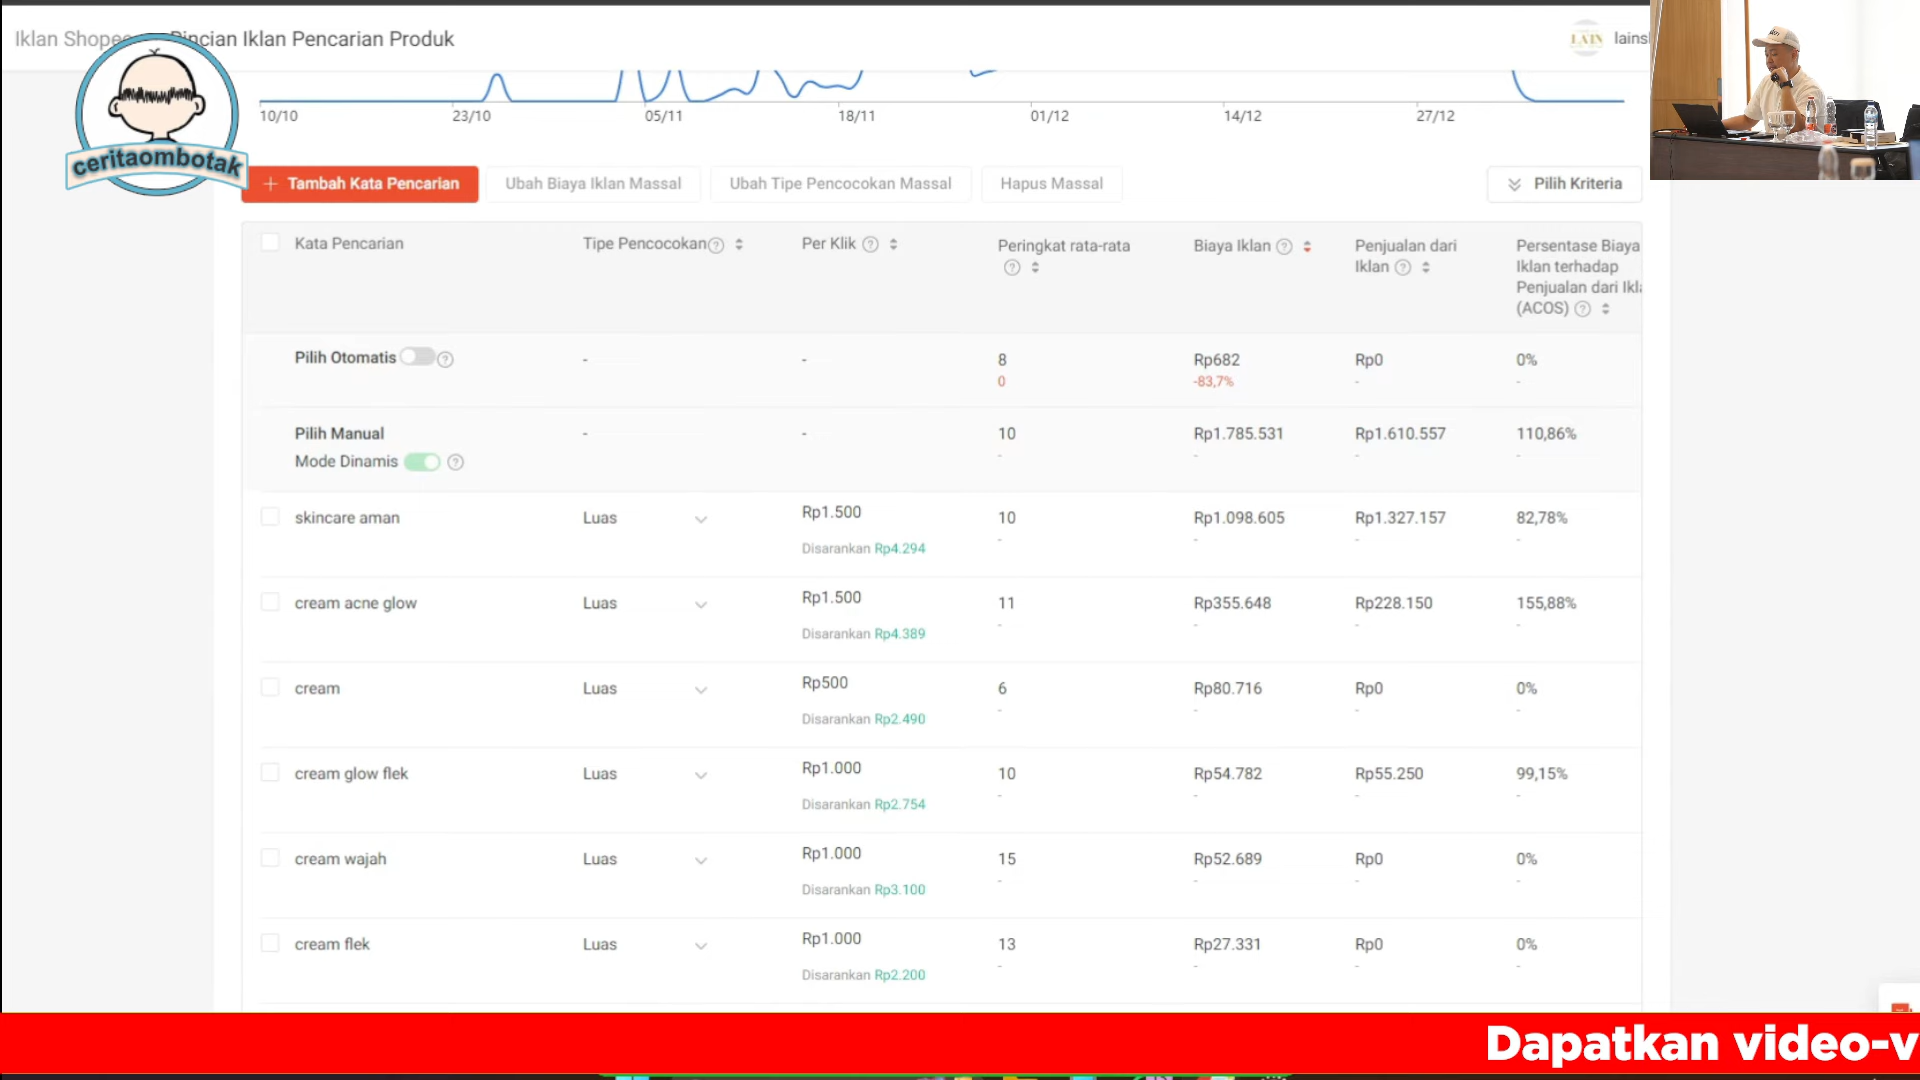 Iklan Shopee
Rincian Iklan Pencarian Produk
LAIN
ceritaombotak
10/10 23/10 05/11 18/11 01/12 14/12 27/12
+ Tambah Kata Pencarian
Ubah Biaya Iklan Massal
Ubah Tipe Pencocokan Massal
Hapus Massal
Pilih Kriteria
Kata Pencarian
Tipe Pencocokan
Per Klik
Peringkat rata-rata
Biaya Iklan
Penjualan dari
Iklan
Persentase Biaya
Iklan terhadap
Penjualan dari
(ACOS)
Pilih Otomatis - - 8 Rp682 Rp0 0%
0 -83,7% - -
Pilih Manual - - 10 Rp1.785.531 Rp1.610.557 110,86%
Mode Dinamis - - - -
skincare aman Luas Rp1.500 10 Rp1.098.605 Rp1.327.157 82,78%
Disarankan Rp4.294 - - - -
cream acne glow Luas Rp1.500 11 Rp355.648 Rp228.150 155,88%
Disarankan Rp4.389 - - - -
cream Luas Rp500 6 Rp80.716 Rp0 0%
Disarankan Rp2.490 - - - -
cream glow flek Luas Rp1.000 10 Rp54.782 Rp55.250 99,15%
Disarankan Rp2.754 - - - -
cream wajah Luas Rp1.000 15 Rp52.689 Rp0 0%
Disarankan Rp3.100 - - - -
cream flek Luas Rp1.000 13 Rp27.331 Rp0 0%
Disarankan Rp2.200 - - - -
Dapatkan video-v